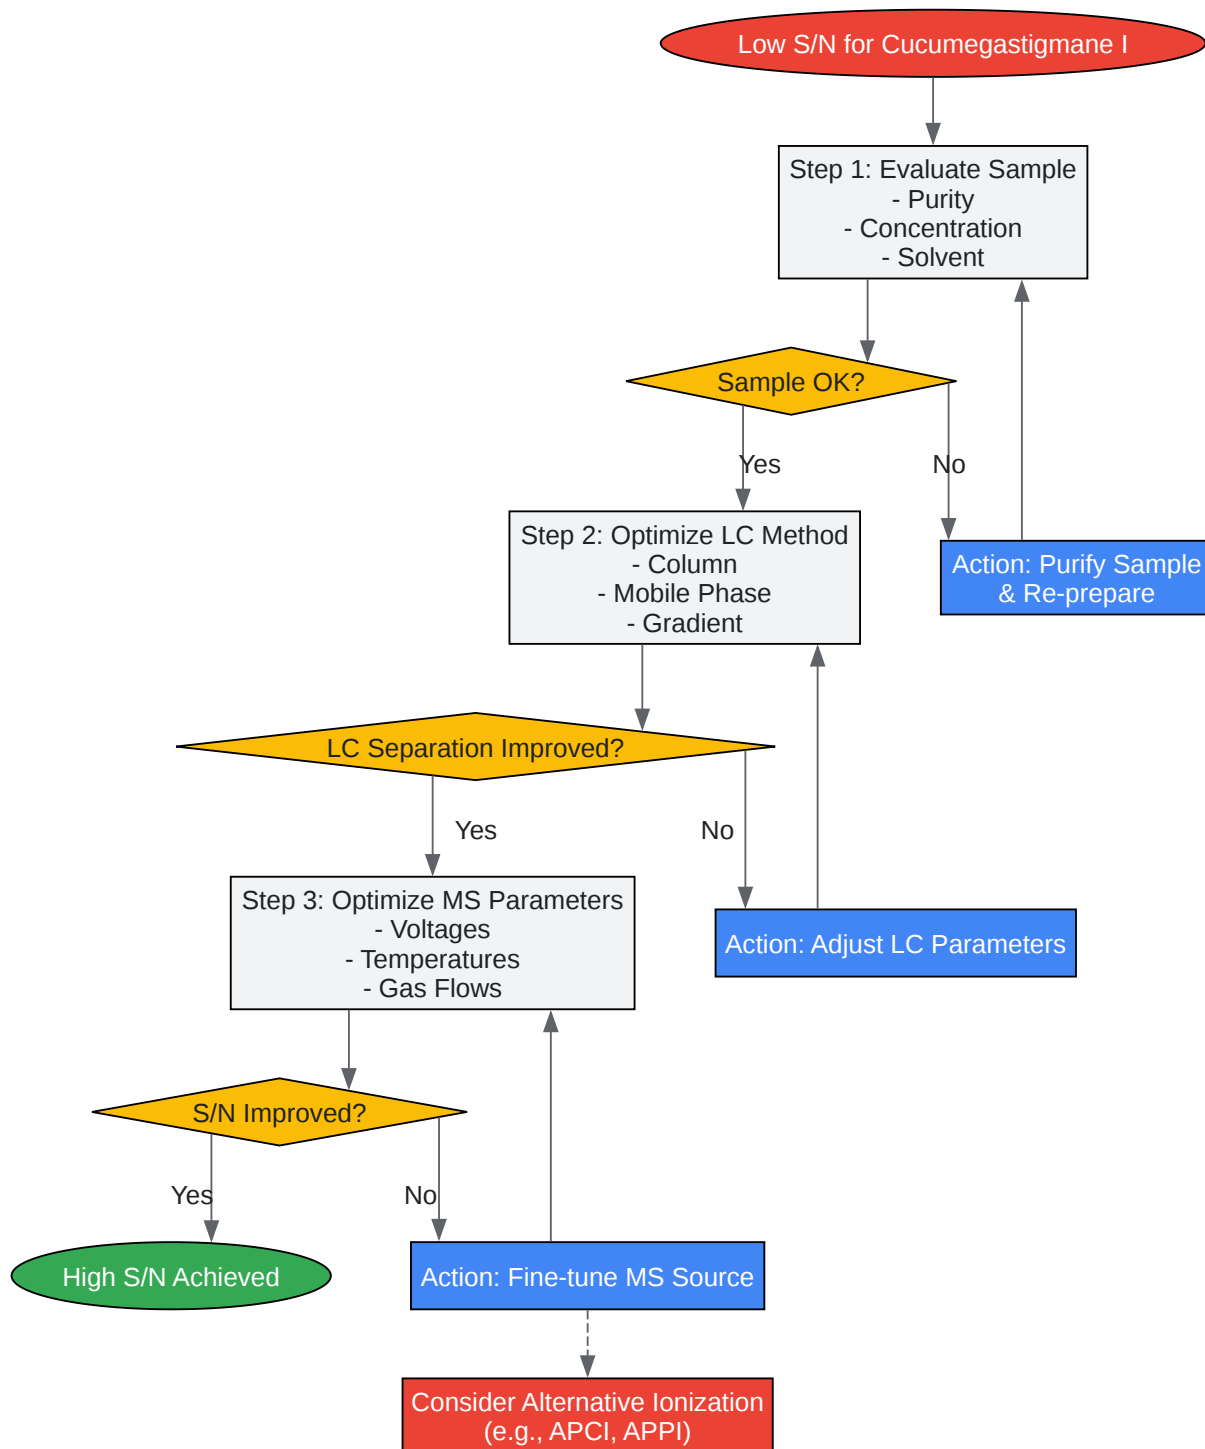 Low S/N for Cucumegastigmane I
Step 1: Evaluate Sample
- Purity
- Concentration
- Solvent
Sample OK?
Yes
No
Step 2: Optimize LC Method
- Column
- Mobile Phase
- Gradient
Action: Purify Sample
& Re-prepare
LC Separation Improved?
Yes
No
Step 3: Optimize MS Parameters
- Voltages
- Temperatures
- Gas Flows
Action: Adjust LC Parameters
S/N Improved?
Yes
No
High S/N Achieved
Action: Fine-tune MS Source
Consider Alternative Ionization
(e.g., APCI, APPI)